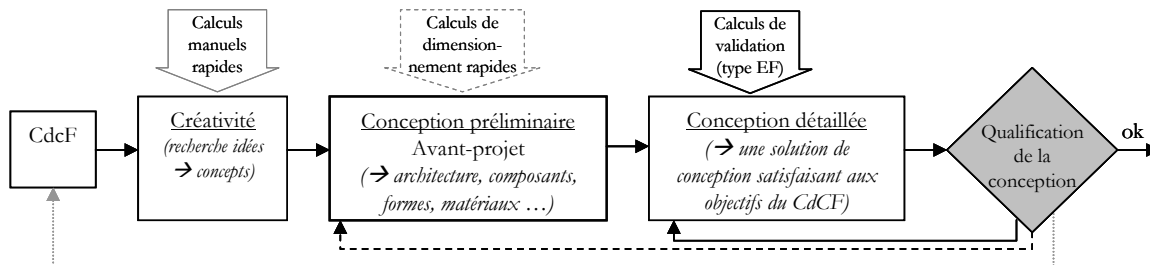 Calculs
manuels
rapides
Calculs de
dimension-
nement rapides
Calculs de
validation
(type EF)
CdcF
Créativité
(recherche idées
→ concepts)
Conception préliminaire
Avant-projet
(→ architecture, composants,
formes, matériaux …)
Conception détaillée
(→ une solution de
conception satisfaisant aux
objectifs du CdCF)
Qualification
de la
conception
ok